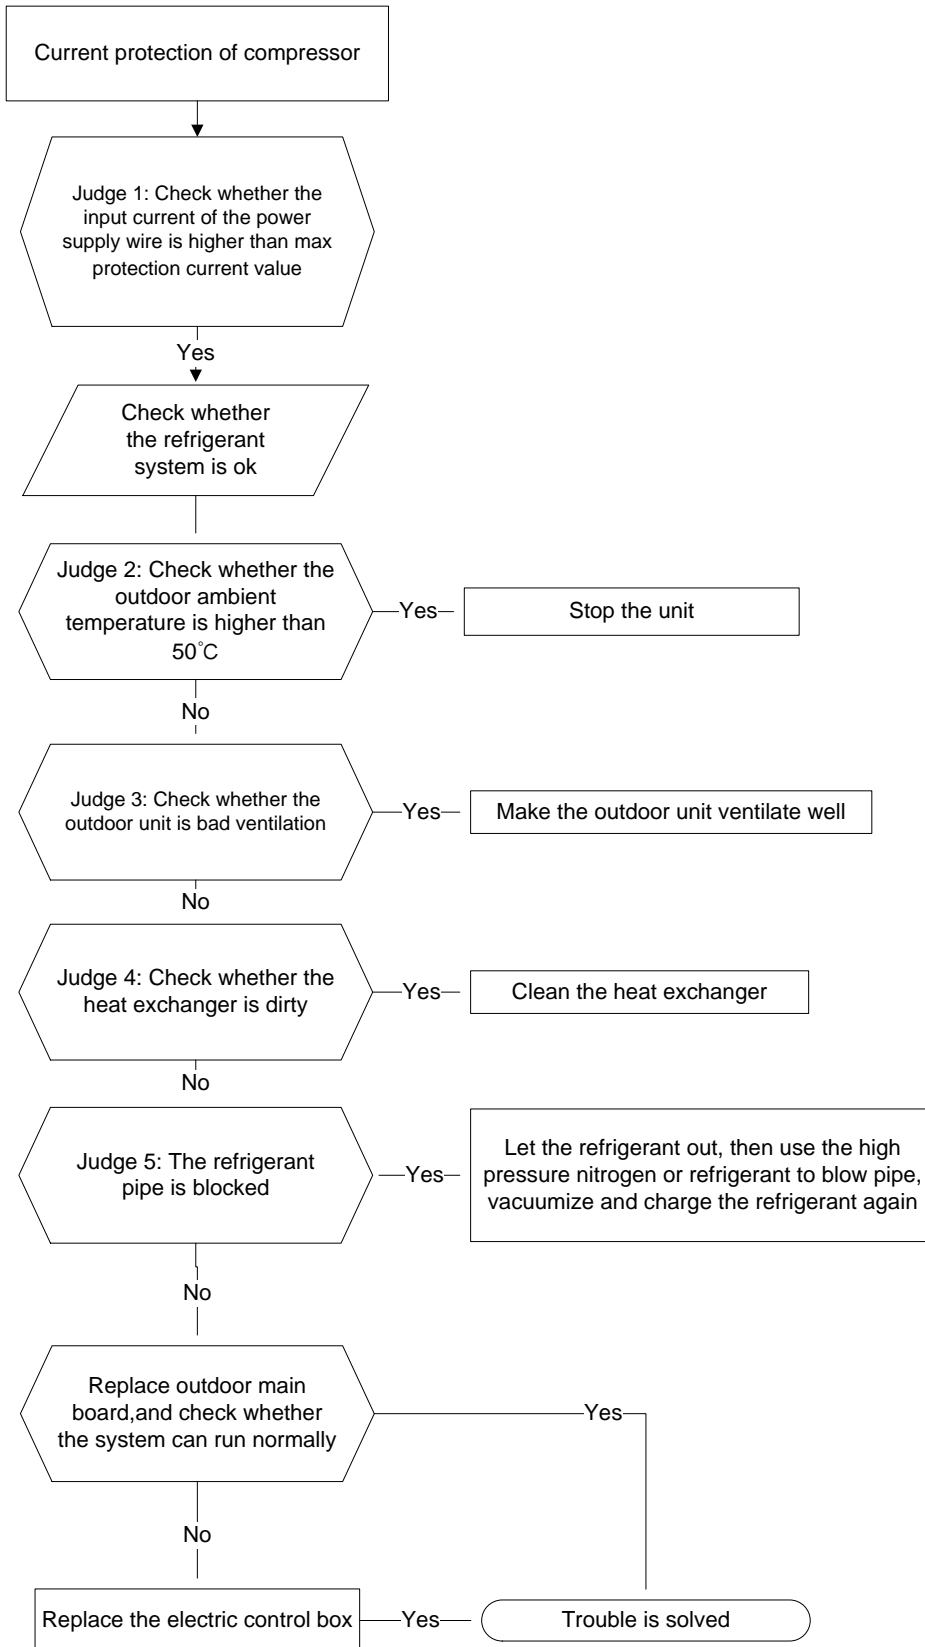 Current protection of compressor
Judge 1: Check whether the
input current of the power
supply wire is higher than max
protection current value
Yes
Check whether
the refrigerant
system is ok
Judge 2: Check whether the
outdoor ambient
temperature is higher than
50°C
Yes
Stop the unit
No
Judge 3: Check whether the
outdoor unit is bad ventilation
Yes
Make the outdoor unit ventilate well
No
Judge 4: Check whether the
heat exchanger is dirty
Yes
Clean the heat exchanger
No
Judge 5: The refrigerant
pipe is blocked
Yes
Let the refrigerant out, then use the high
pressure nitrogen or refrigerant to blow pipe,
vacuumize and charge the refrigerant again
No
Replace outdoor main
board,and check whether
the system can run normally
Yes
No
Replace the electric control box
Yes
Trouble is solved